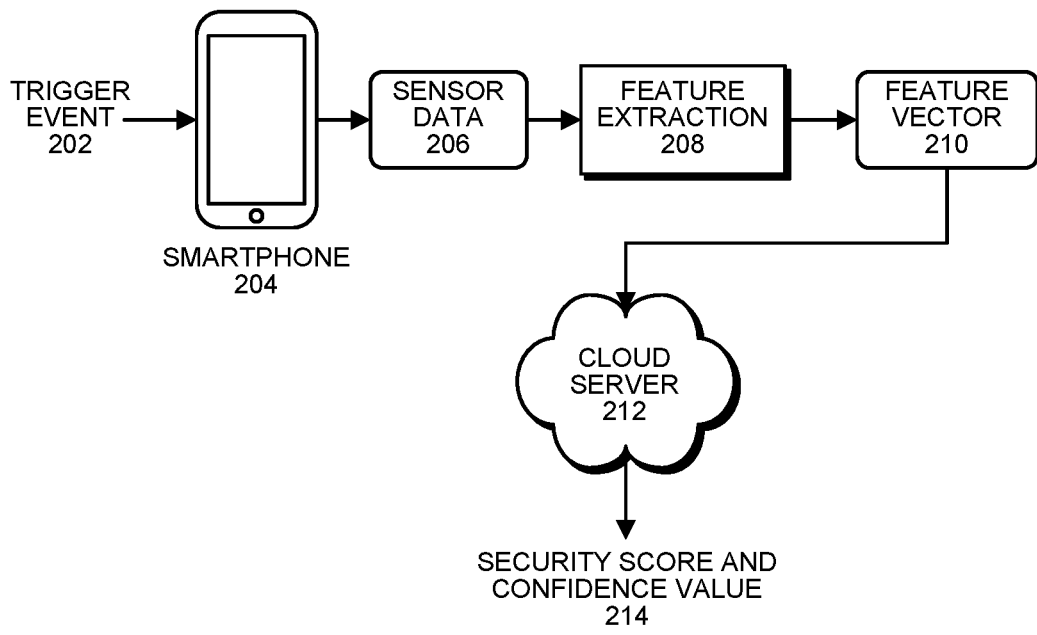 TRIGGER
EVENT
202
SMARTPHONE
204
SENSOR
DATA
206
FEATURE
EXTRACTION
208
FEATURE
VECTOR
210
CLOUD
SERVER
212
SECURITY SCORE AND
CONFIDENCE VALUE
214